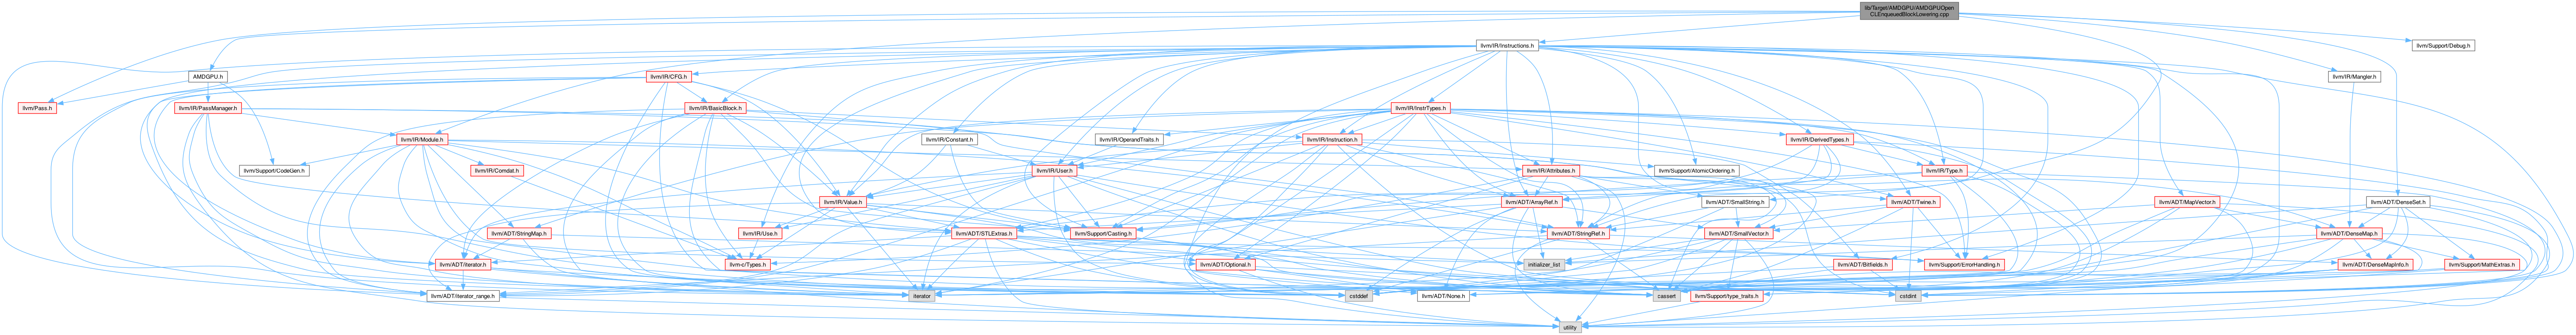 lib/Target/AMDGPU/AMDGPUOpen
CLEnqueuedBlockLowering.cpp
llvm/IR/Instructions.h
llvm/Support/Debug.h
AMDGPU.h
llvm/IR/CFG.h
llvm/IR/Mangler.h
llvm/Pass.h
llvm/IR/PassManager.h
llvm/IR/BasicBlock.h
llvm/IR/InstrTypes.h
llvm/IR/Module.h
llvm/IR/Constant.h
llvm/IR/OperandTraits.h
llvm/IR/Instruction.h
llvm/IR/DerivedTypes.h
llvm/Support/CodeGen.h
llvm/IR/Comdat.h
llvm/IR/User.h
llvm/IR/Attributes.h
llvm/Support/AtomicOrdering.h
llvm/IR/Type.h
llvm/IR/Value.h
llvm/ADT/ArrayRef.h
llvm/ADT/SmallString.h
llvm/ADT/Twine.h
llvm/ADT/MapVector.h
llvm/ADT/DenseSet.h
llvm/ADT/StringMap.h
llvm/IR/Use.h
llvm/ADT/STLExtras.h
llvm/Support/Casting.h
llvm/ADT/StringRef.h
llvm/ADT/SmallVector.h
llvm/ADT/DenseMap.h
llvm/ADT/iterator.h
llvm-c/Types.h
llvm/ADT/Optional.h
initializer_list
llvm/ADT/Bitfields.h
llvm/Support/ErrorHandling.h
llvm/ADT/DenseMapInfo.h
llvm/Support/MathExtras.h
llvm/ADT/iterator_range.h
iterator
cstddef
llvm/ADT/None.h
cassert
llvm/Support/type_traits.h
cstdint
utility